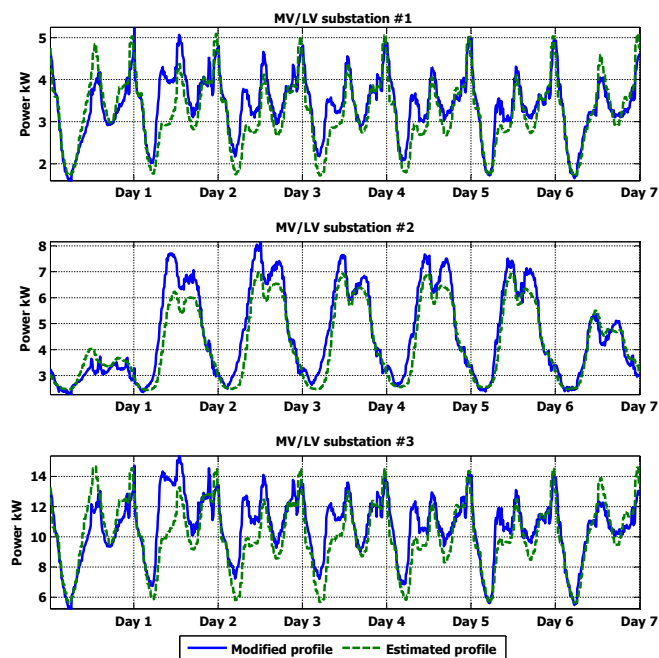 MV/LV substation #1
Power kW
5
4
3
2
Day 1 Day 2 Day 3 Day 4 Day 5 Day 6 Day 7
MV/LV substation #2
Power kW
8
7
6
5
4
3
Day 1 Day 2 Day 3 Day 4 Day 5 Day 6 Day 7
MV/LV substation #3
Power kW
14
12
10
8
6
Day 1 Day 2 Day 3 Day 4 Day 5 Day 6 Day 7
Modified profile Estimated profile